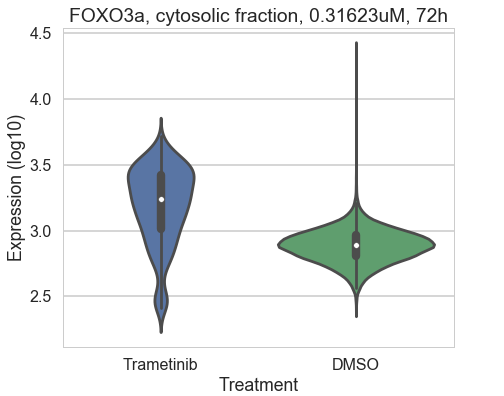 FOXO3a, cytosolic fraction, 0.31623uM, 72h
4.5
4.0
3.5
3.0
2.5
Expression (log10)
Trametinib DMSO
Treatment